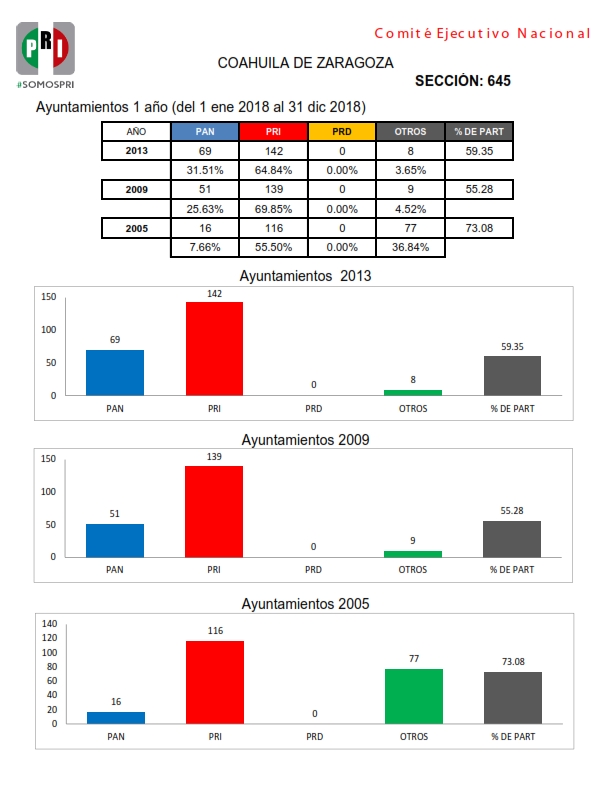 Comité Ejecutivo Nacional
PRI
#SOMOSPRI
COAHUILA DE ZARAGOZA
SECCIÓN: 645
Ayuntamientos 1 año (del 1 ene 2018 al 31 dic 2018)
AÑO PAN PRI PRD OTROS % DE PART
2013 69 142 0 8 59.35
31.51% 64.84% 0.00% 3.65%
2009 51 139 0 9 55.28
25.63% 69.85% 0.00% 4.52%
2005 16 116 0 77 73.08
7.66% 55.50% 0.00% 36.84%
Ayuntamientos 2013
150
100
50
0
69 142 0 8 59.35
PAN PRI PRD OTROS % DE PART
Ayuntamientos 2009
150
100
50
0
51 139 0 9 55.28
PAN PRI PRD OTROS % DE PART
Ayuntamientos 2005
140
120
100
80
60
40
20
0
16 116 0 77 73.08
PAN PRI PRD OTROS % DE PART